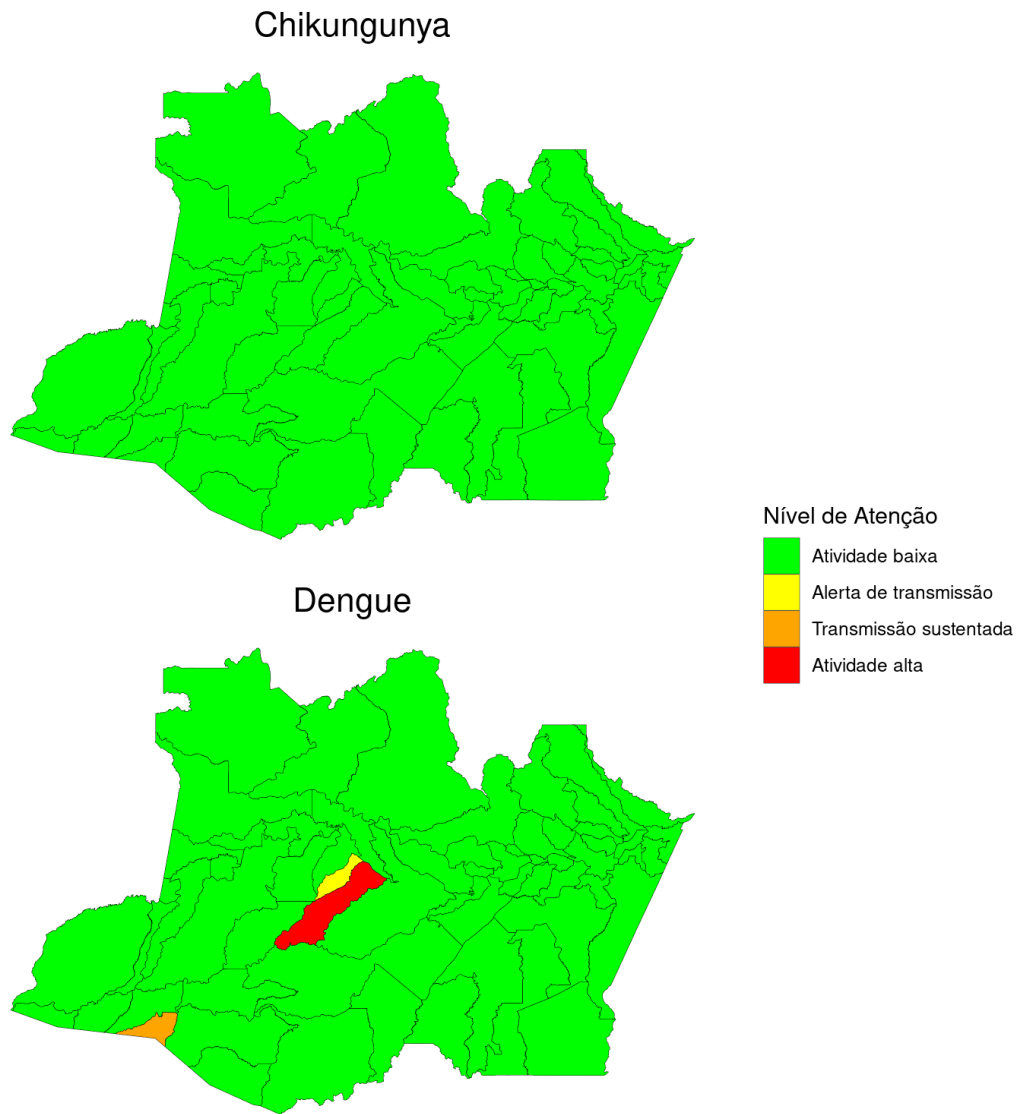 Chikungunya
Nível de Atenção
Atividade baixa
Alerta de transmissão
Transmissão sustentada
Atividade alta
Dengue